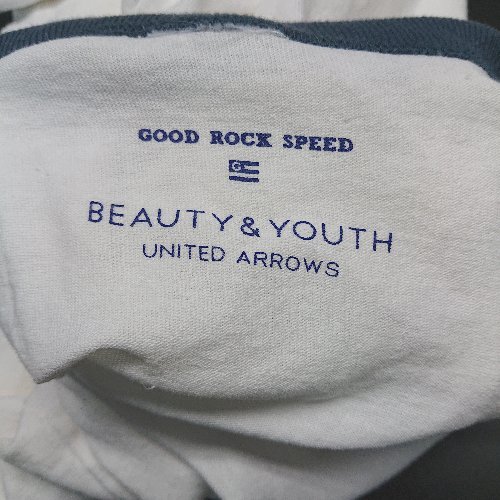 GOOD ROCK SPEED
BEAUTY & YOUTH
UNITED ARROWS